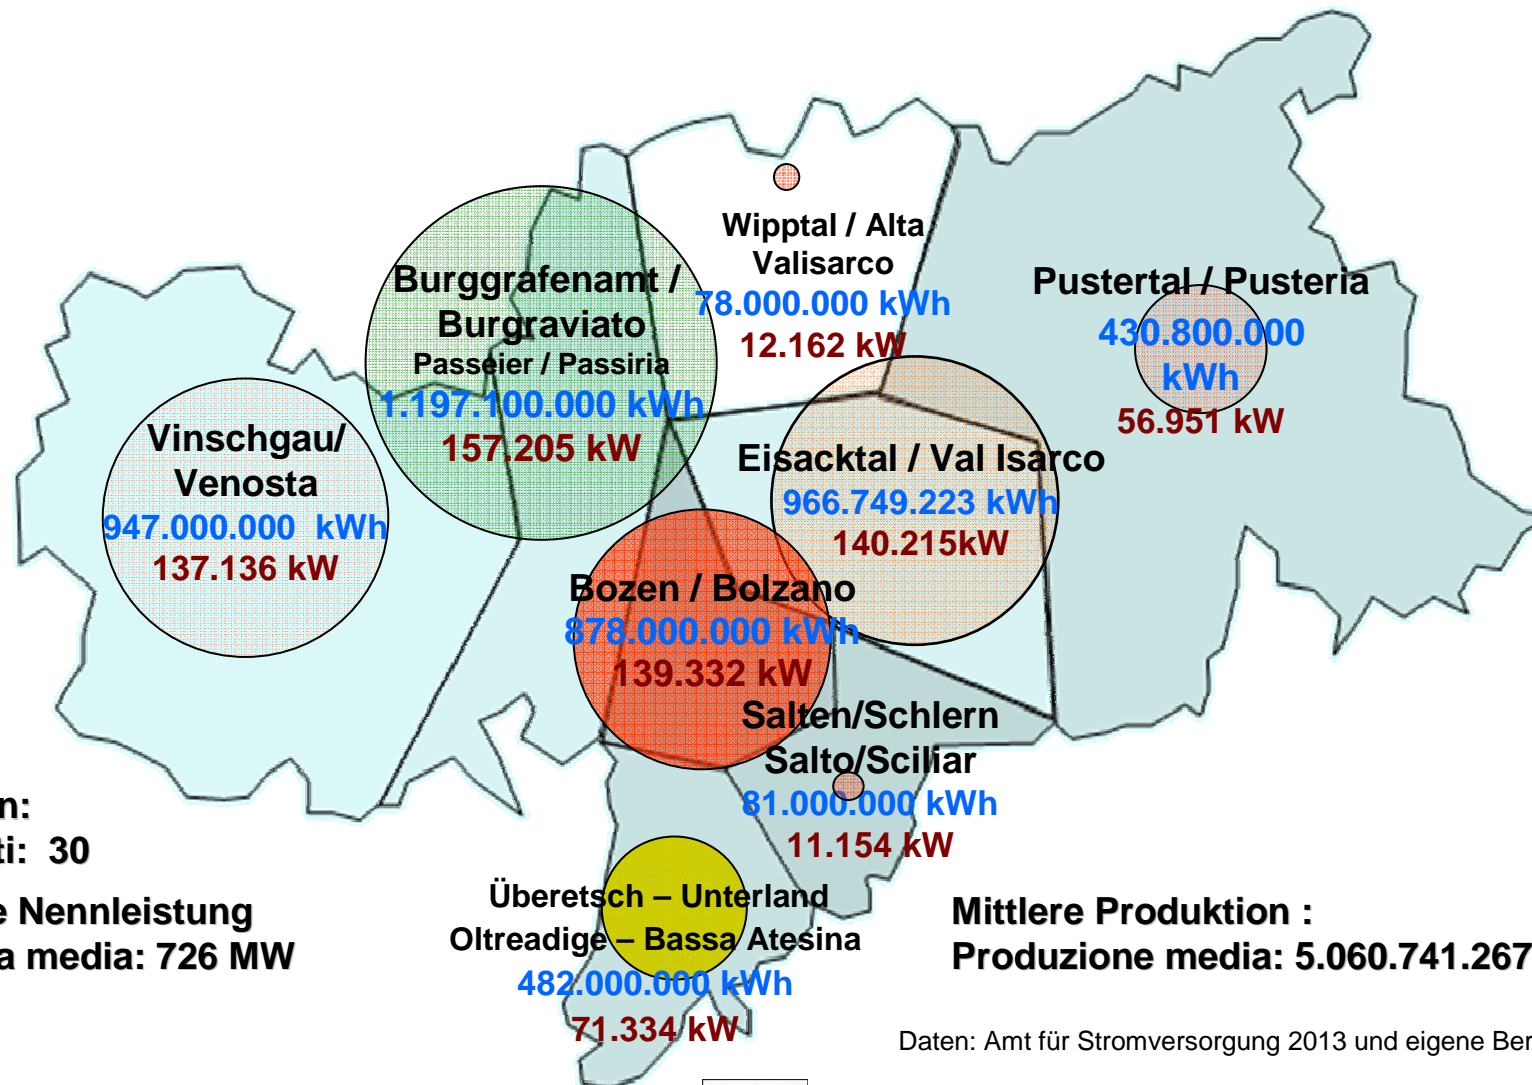 Wipptal / Alta
Valisarco
78.000.000 kWh
12.162 kW
Burggrafenamt /
Burgraviato
Passeier / Passiria
1.197.100.000 kWh
157.205 kW
Pustertal / Pusteria
430.800.000
kWh
56.951 kW
Vinschgau/
Venosta
947.000.000 kWh
137.136 kW
Eisacktal / Val Isarco
966.749.223 kWh
140.215kW
Bozen / Bolzano
878.000.000 kWh
139.332 kW
Salten/Schlern
Salto/Sciliar
81.000.000 kWh
11.154 kW
n:
ti: 30
e Nennleistung
a media: 726 MW
Überetsch – Unterland
Oltreadige – Bassa Atesina
482.000.000 kWh
71.334 kW
Mittlere Produktion :
Produzione media: 5.060.741.267
Daten: Amt für Stromversorgung 2013 und eigene Ber